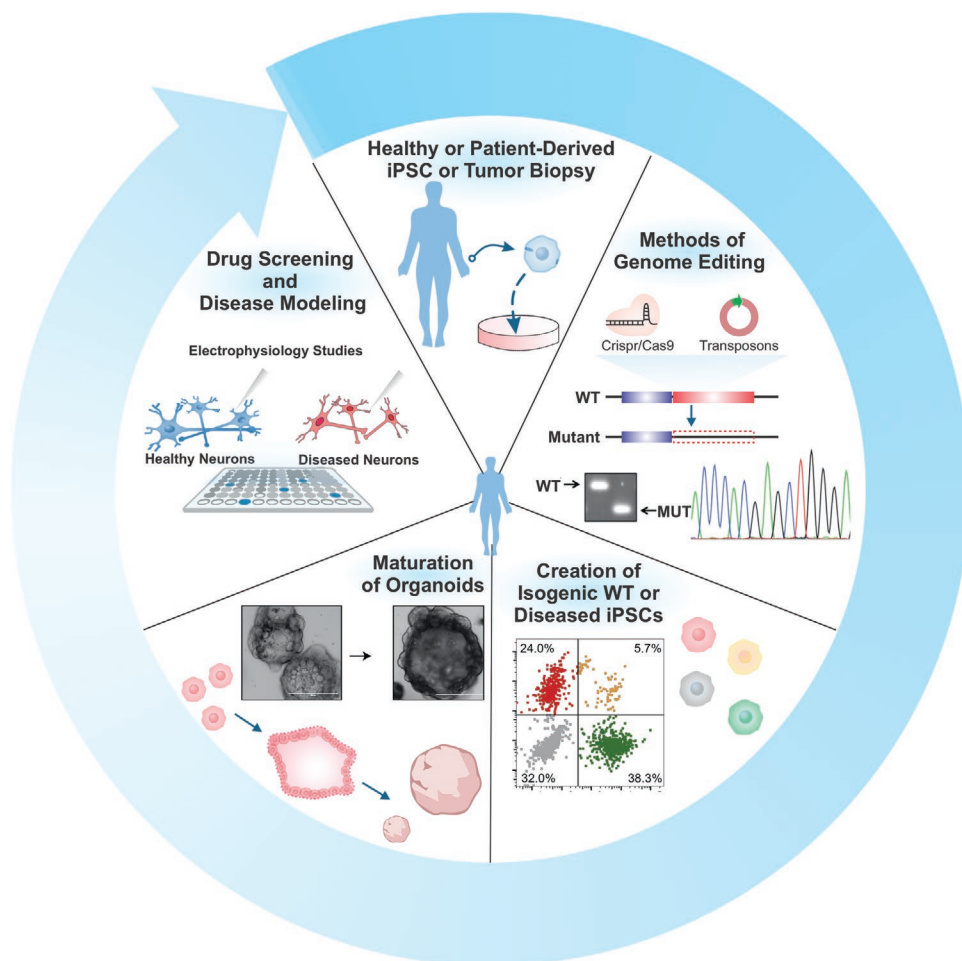 Healthy or Patient-Derived
iPSC or Tumor Biopsy
Methods of
Genome Editing
Crispr/Cas9
Transposons
WT
Mutant
WT
MUT
Creation of
Isogenic WT or
Diseased iPSCs
24.0%
5.7%
32.0%
38.3%
Maturation
of Organoids
Drug Screening
and
Disease Modeling
Electrophysiology Studies
Healthy Neurons
Diseased Neurons